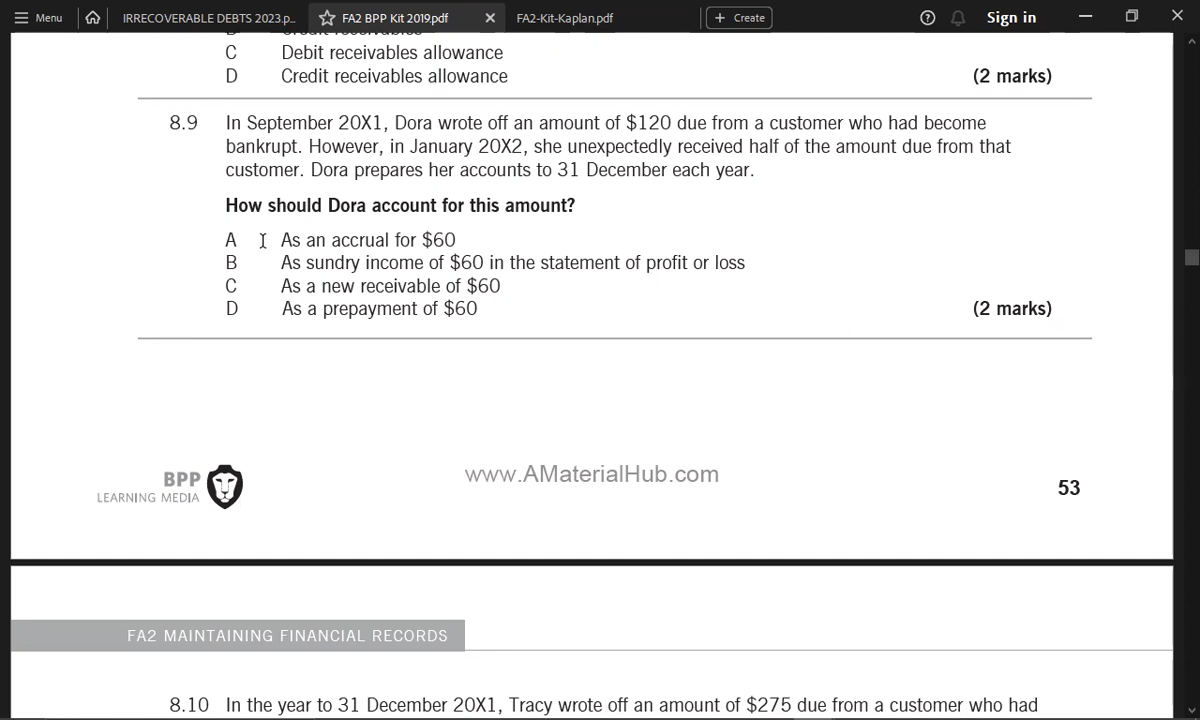 Menu
IRRECOVERABLE DEBTS 2023.p...
FA2 BPP Kit 2019.pdf
FA2-Kit-Kaplan.pdf
+ Create
Sign in
C Debit receivables allowance
D Credit receivables allowance (2 marks)
8.9 In September 20X1, Dora wrote off an amount of $120 due from a customer who had become
bankrupt. However, in January 20X2, she unexpectedly received half of the amount due from that
customer. Dora prepares her accounts to 31 December each year.
How should Dora account for this amount?
A As an accrual for $60
B As sundry income of $60 in the statement of profit or loss
C As a new receivable of $60
D As a prepayment of $60 (2 marks)
BPP
LEARNING MEDIA
www.AMaterialHub.com
53
FA2 MAINTAINING FINANCIAL RECORDS
8.10 In the year to 31 December 20X1, Tracy wrote off an amount of $275 due from a customer who had